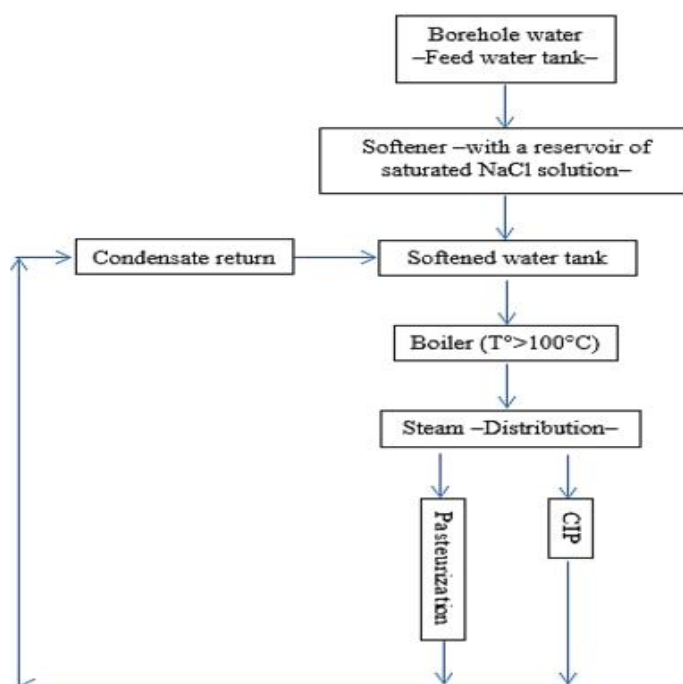 Borehole water
–Feed water tank–
Softener –with a reservoir of
saturated NaCl solution–
Condensate return
Softened water tank
Boiler (T°>100°C)
Steam –Distribution–
Pasteurization
CIP